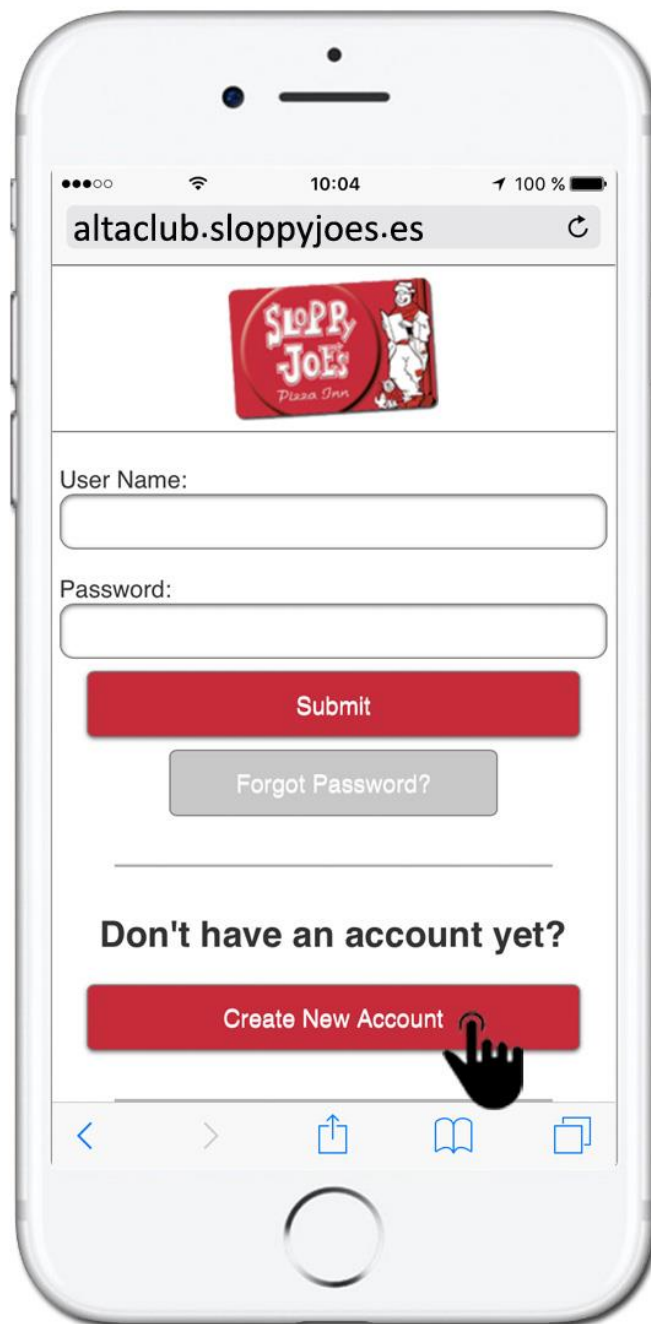 10:04
100 %
altaclub.sloppyjoes.es
SLOPPY
JOE'S
Pizza Inn
User Name:
Password:
Submit
Forgot Password?
Don't have an account yet?
Create New Account